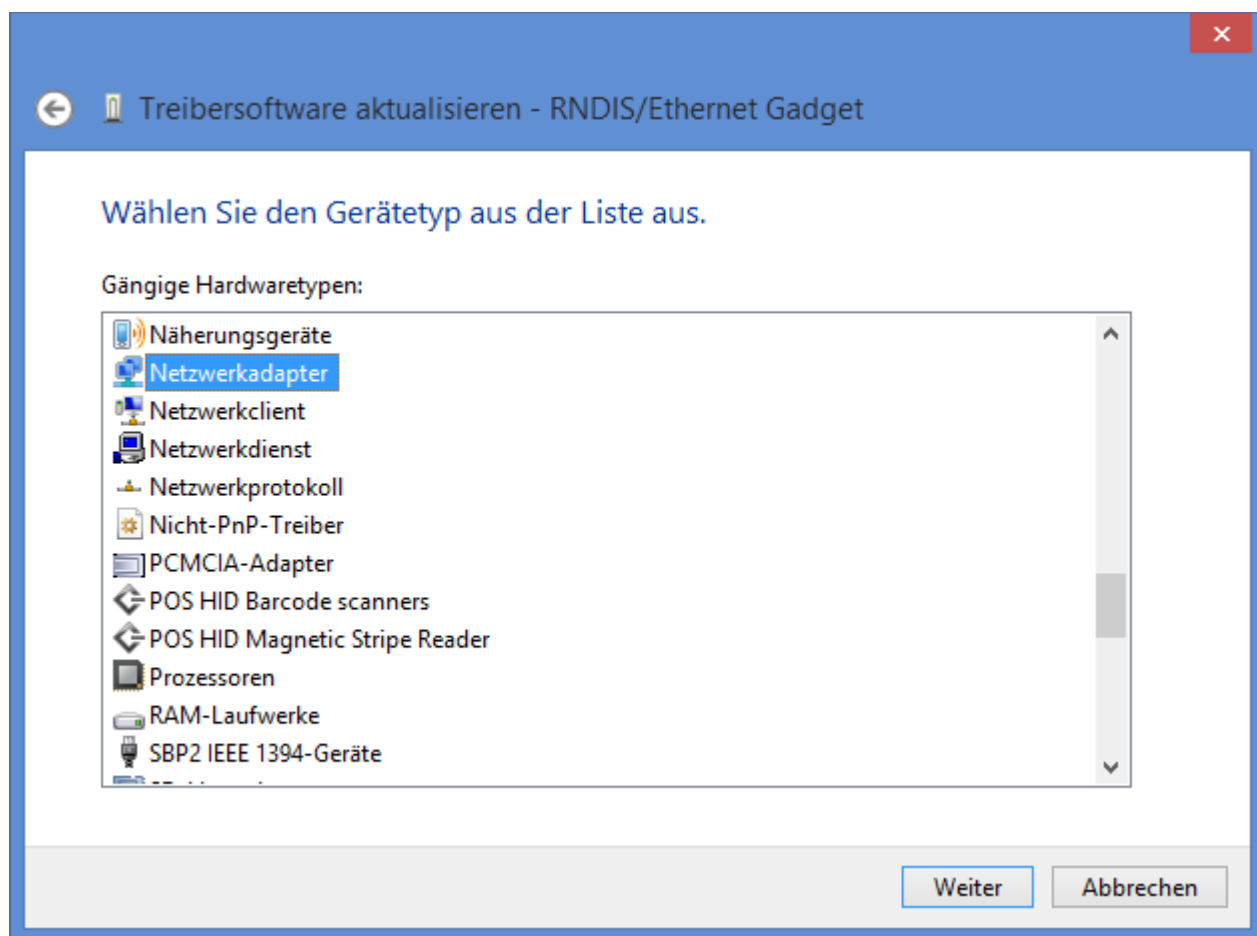 Treibersoftware aktualisieren - RNDIS/Ethernet Gadget
Wählen Sie den Gerätetyp aus der Liste aus.
Gängige Hardwaretypen:
Näherungsgeräte
Netzwerkadapter
Netzwerkclient
Netzwerkdienst
Netzwerkprotokoll
Nicht-PnP-Treiber
PCMCIA-Adapter
POS HID Barcode scanners
POS HID Magnetic Stripe Reader
Prozessoren
RAM-Laufwerke
SBP2 IEEE 1394-Geräte
Weiter
Abbrechen